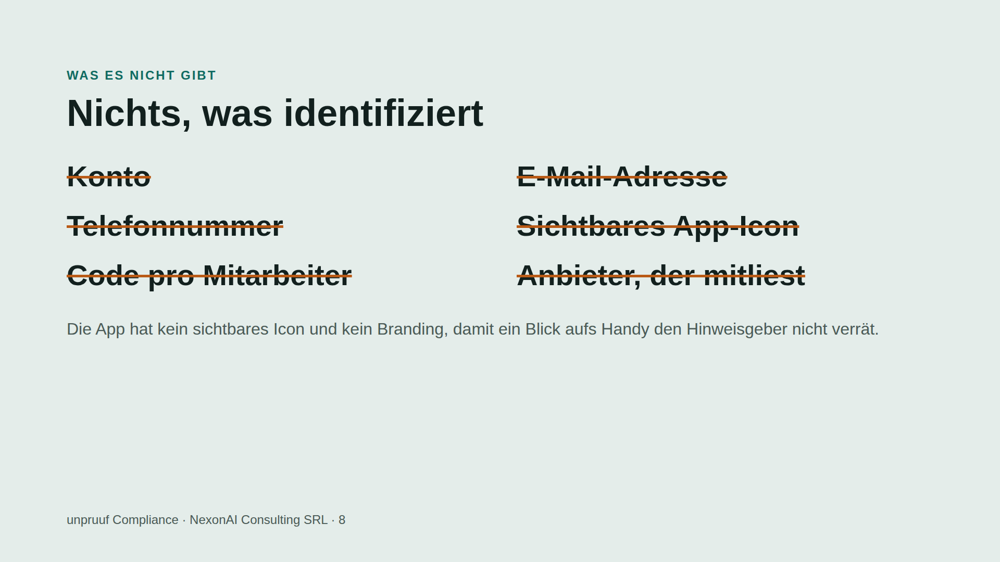 WAS ES NICHT GIBT
Nichts, was identifiziert
Konto
E-Mail-Adresse
Telefonnummer
Sichtbares App-Icon
Code pro Mitarbeiter
Anbieter, der mitliest
Die App hat kein sichtbares Icon und kein Branding, damit ein Blick aufs Handy den Hinweisgeber nicht verrät.
unpruuf Compliance · NexonAI Consulting SRL · 8